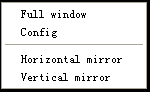 Full window
Config
Horizontal mirror
Vertical mirror